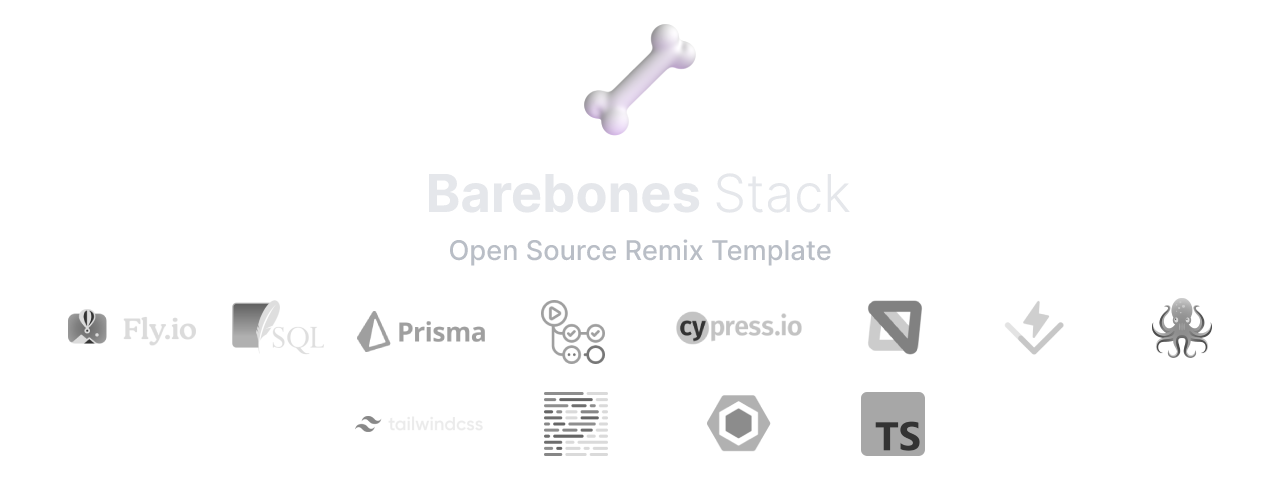 Barebones Stack
Open Source Remix Template
Fly.io
SQL
Prisma
cypress.io
tailwindcss
TS